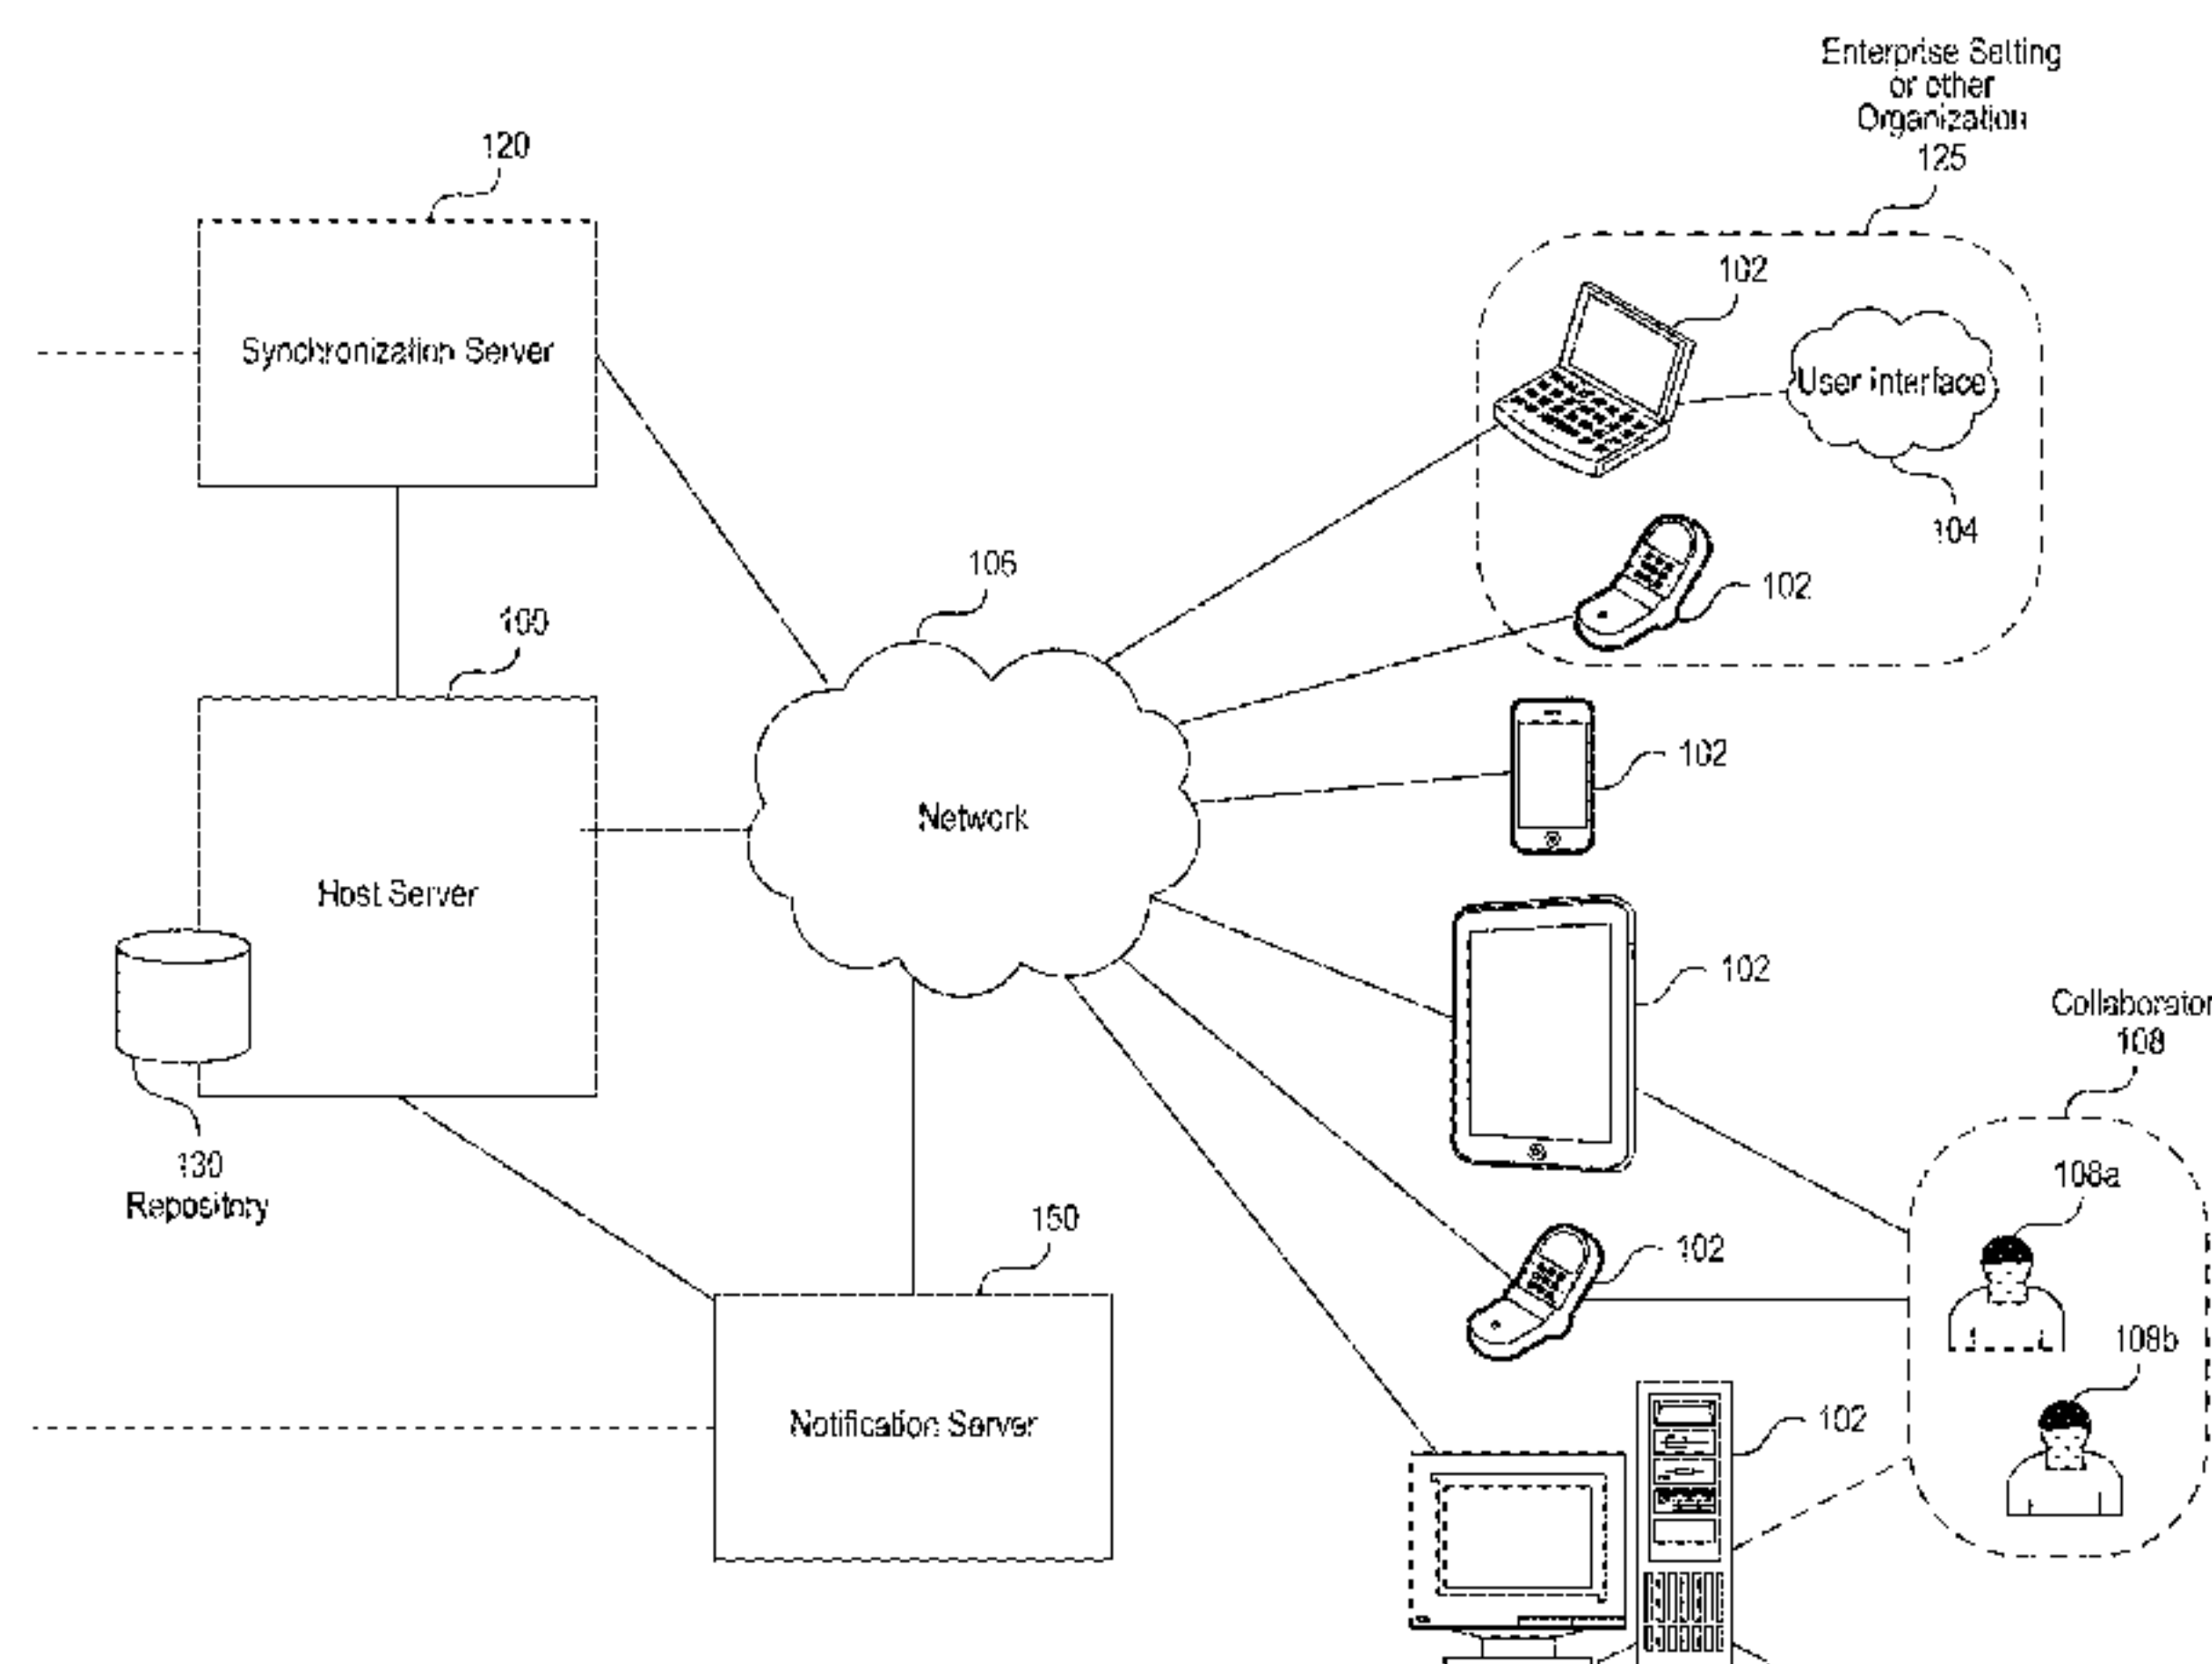 Enterprise Setting
or other
Organization
125
120
102
Synchronization Server
User interface
104
106
102
100
102
Network
Host Server
102
Collaborator
108
130
Repository
108a
150
102
108b
102
Notification Server